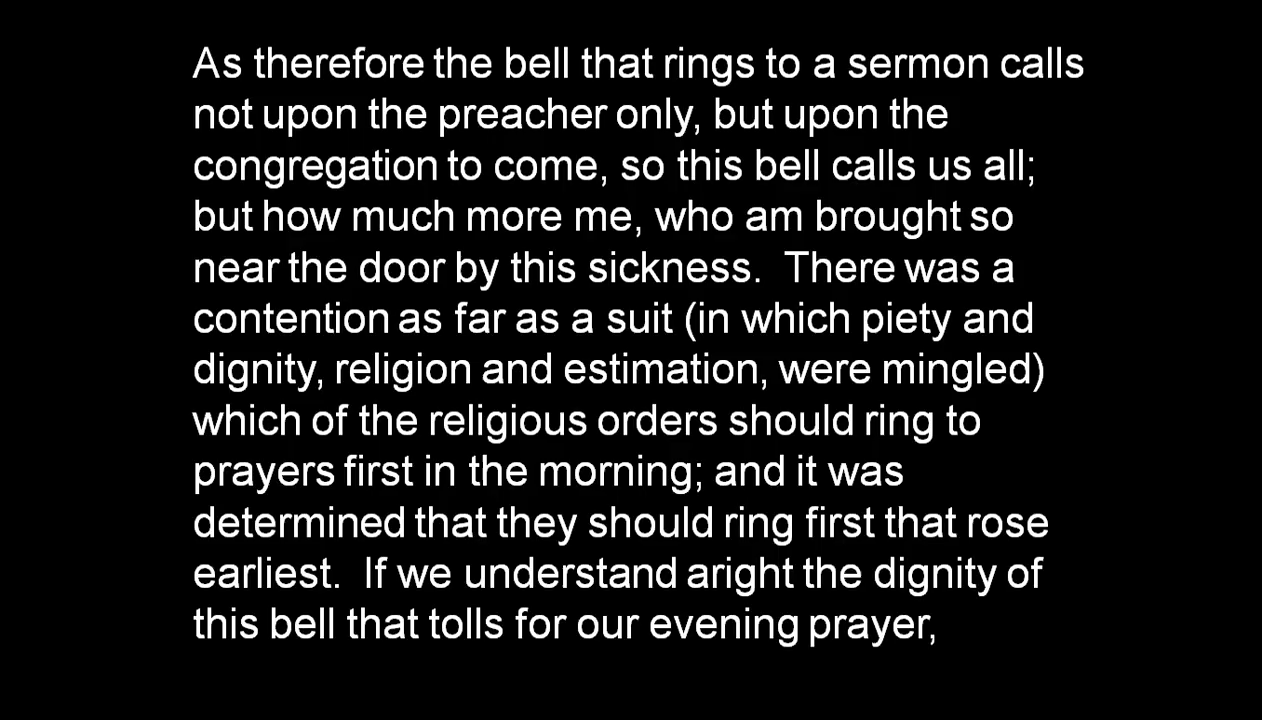 As therefore the bell that rings to a sermon calls
not upon the preacher only, but upon the
congregation to come, so this bell calls us all;
but how much more me, who am brought so
near the door by this sickness.  There was a
contention as far as a suit (in which piety and
dignity, religion and estimation, were mingled)
which of the religious orders should ring to
prayers first in the morning; and it was
determined that they should ring first that rose
earliest.  If we understand aright the dignity of
this bell that tolls for our evening prayer,